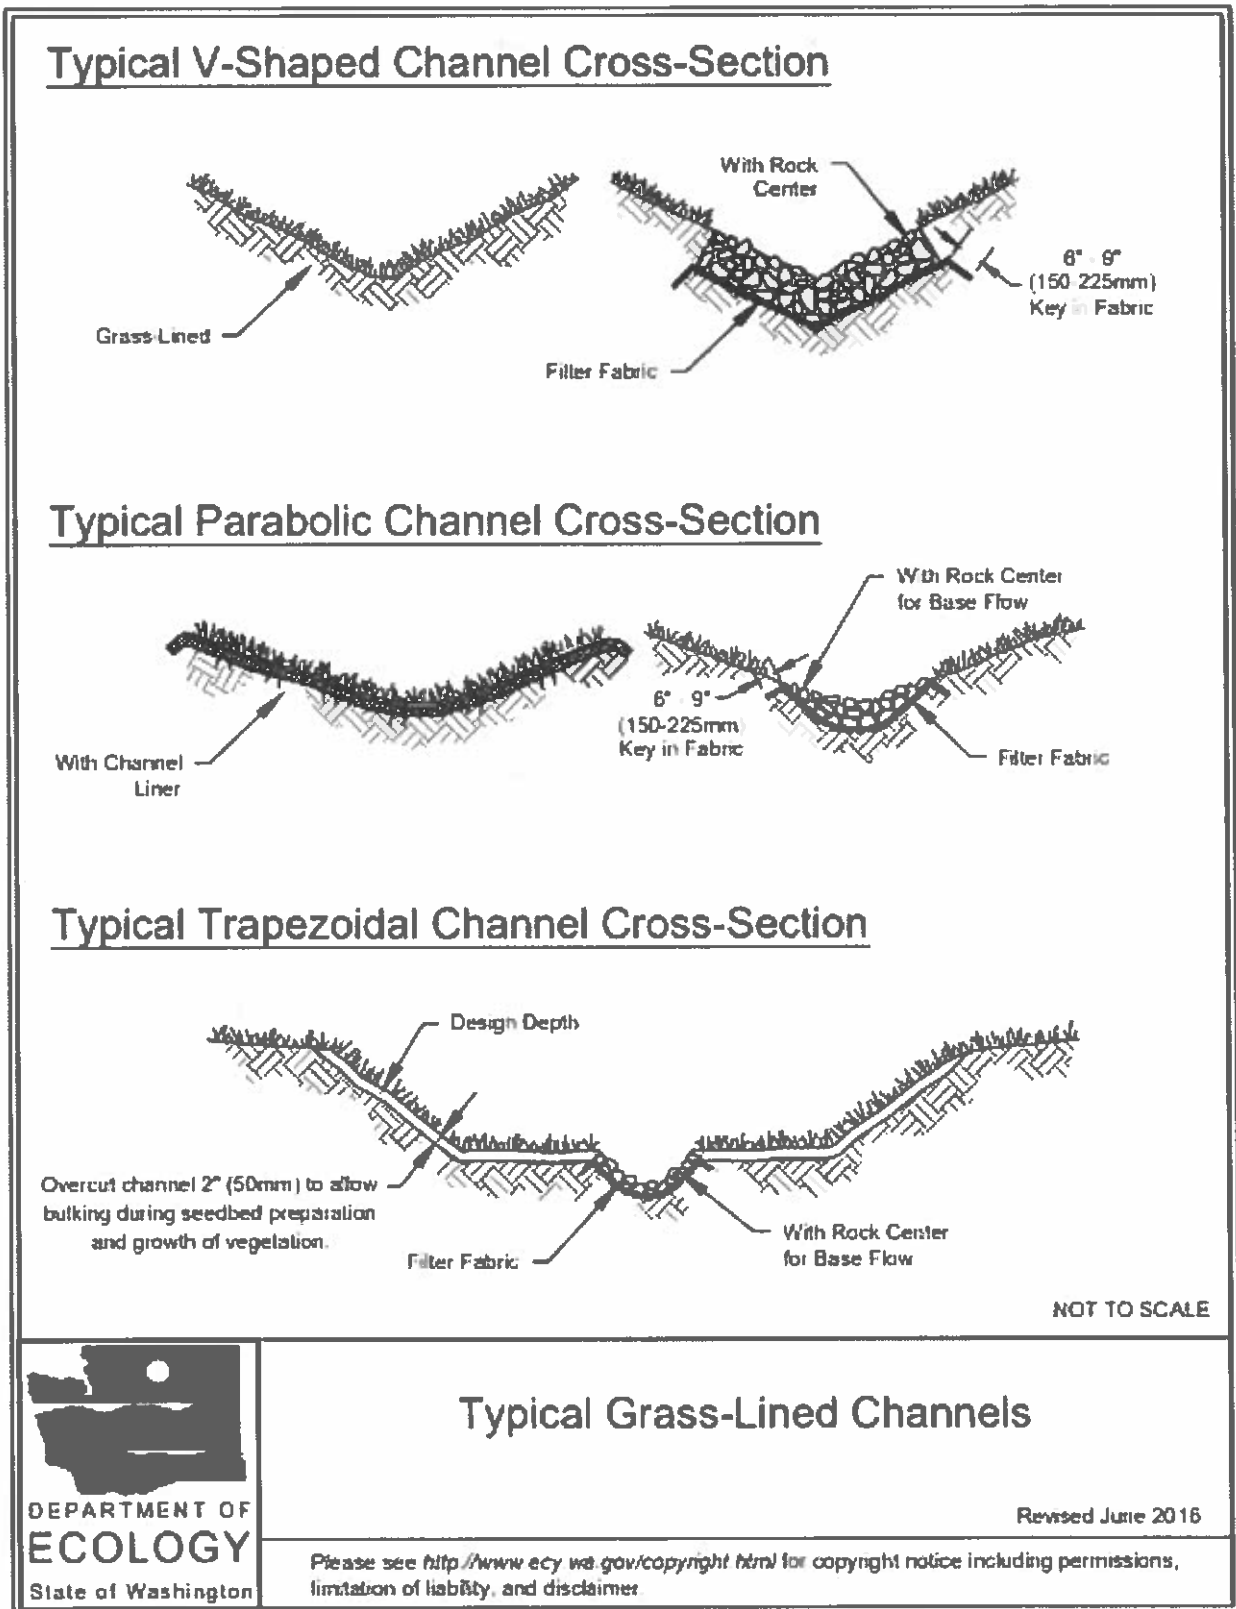 Typical V-Shaped Channel Cross-Section
With Rock
Center
6" - 9"
(150-225mm)
Key in Fabric
Grass-Lined
Filter Fabric
Typical Parabolic Channel Cross-Section
With Rock Center
for Base Flow
6" - 9"
(150-225mm)
Key in Fabric
With Channel
Liner
Filter Fabric
Typical Trapezoidal Channel Cross-Section
Design Depth
Overcut channel 2" (50mm) to allow
bulking during seedbed preparation
and growth of vegetation.
Filter Fabric
With Rock Center
for Base Flow
NOT TO SCALE
Typical Grass-Lined Channels
DEPARTMENT OF
ECOLOGY
State of Washington
Revised June 2016
Please see http://www.ecy.wa.gov/copyright.html for copyright notice including permissions,
limitation of liability, and disclaimer.